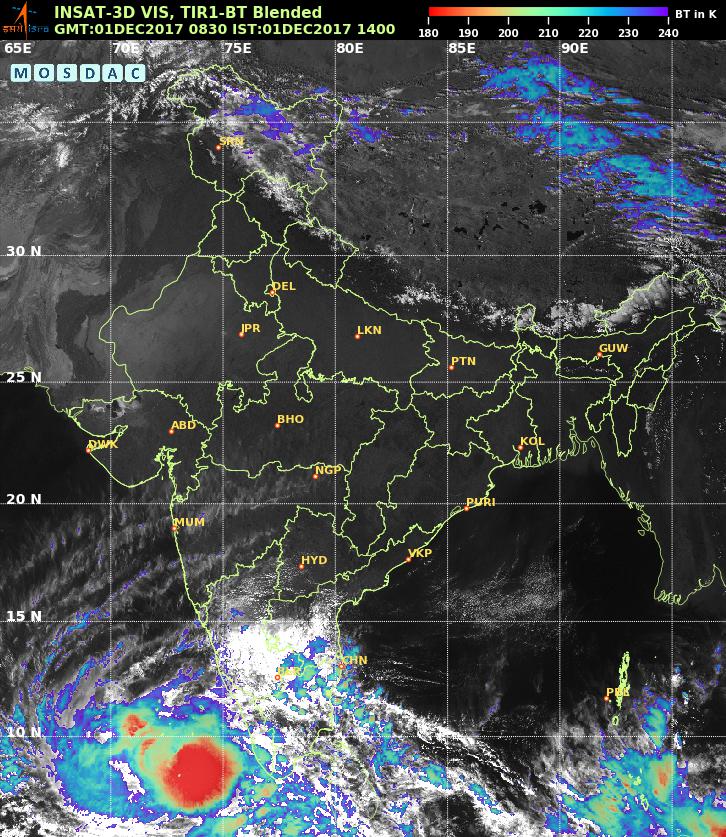 INSAT-3D VIS, TIR1-BT Blended
GMT:01DEC2017 0830 IST:01DEC2017 1400
BT in K
180 190 200 210 220 230 240
65E 70E 75E 80E 85E 90E
MOSDAC
SRN
30 N
DEL
JPR
LKN
GUW
PTN
25 N
ABD
BHO
DWK
KOL
NGP
20 N
PURI
MUM
VKP
HYD
15 N
CHN
10 N